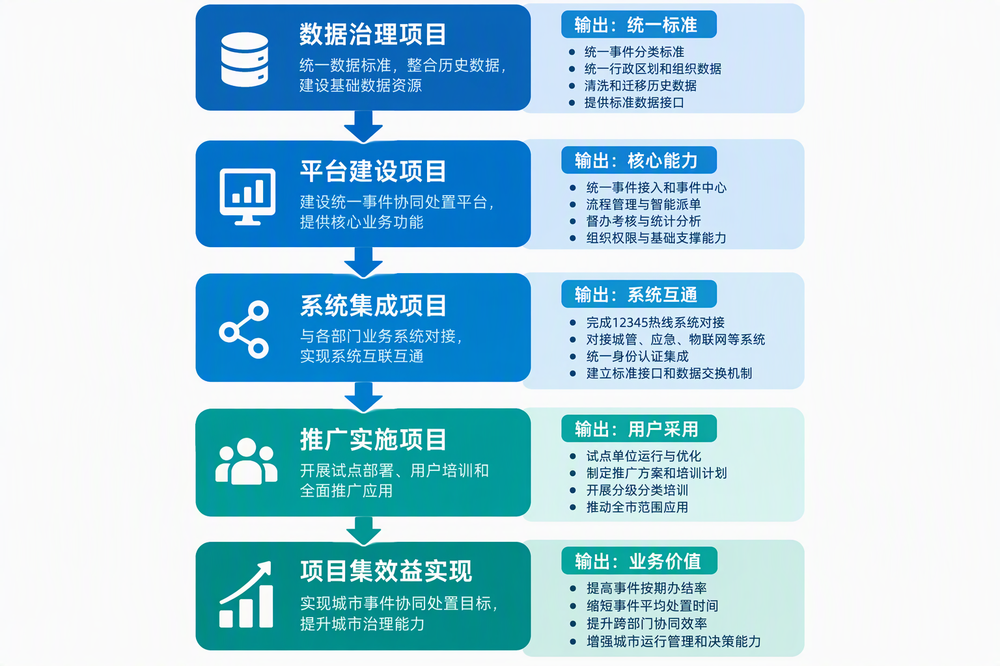 数据治理项目
统一数据标准，整合历史数据，
建设基础数据资源
输出：统一标准
统一事件分类标准
统一行政区划和组织数据
清洗和迁移历史数据
提供标准数据接口
平台建设项目
建设统一事件协同处置平台，
提供核心业务功能
输出：核心能力
统一事件接入和事件中心
流程管理与智能派单
督办考核与统计分析
组织权限与基础支撑能力
系统集成项目
与各部门业务系统对接，
实现系统互联互通
输出：系统互通
完成12345热线系统对接
对接城管、应急、物联网等系统
统一身份认证集成
建立标准接口和数据交换机制
推广实施项目
开展试点部署、用户培训和
全面推广应用
输出：用户采用
试点单位运行与优化
制定推广方案和培训计划
开展分级分类培训
推动全市范围应用
项目集效益实现
实现城市事件协同处置目标，
提升城市治理能力
输出：业务价值
提高事件按期办结率
缩短事件平均处置时间
提升跨部门协同效率
增强城市运行管理和决策能力